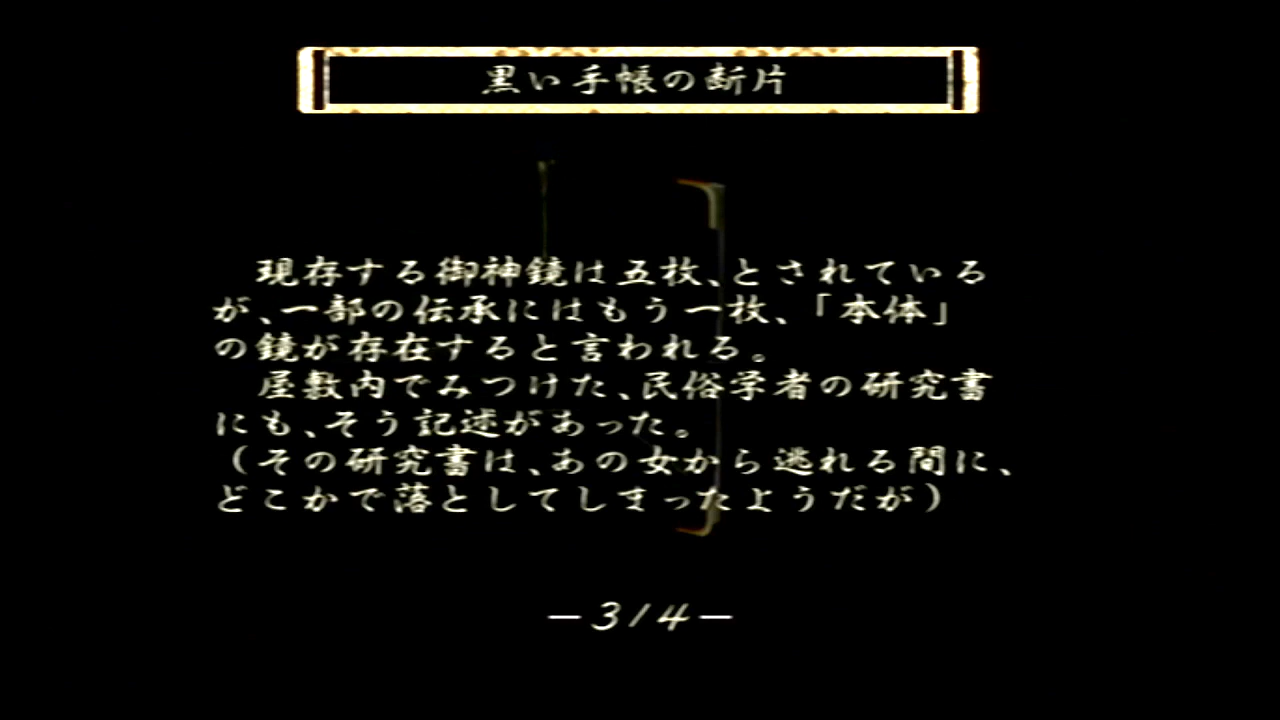 黒い手帳の断片
　現存する御神鏡は五枚、とされている
が、一部の伝承にはもう一枚、「本体」
の鏡が存在すると言われる。
　屋敷内でみつけた、民俗学者の研究書
にも、そう記述があった。
（その研究書は、あの女から逃れる間に、
どこかで落としてしまったようだが）
－3/4－